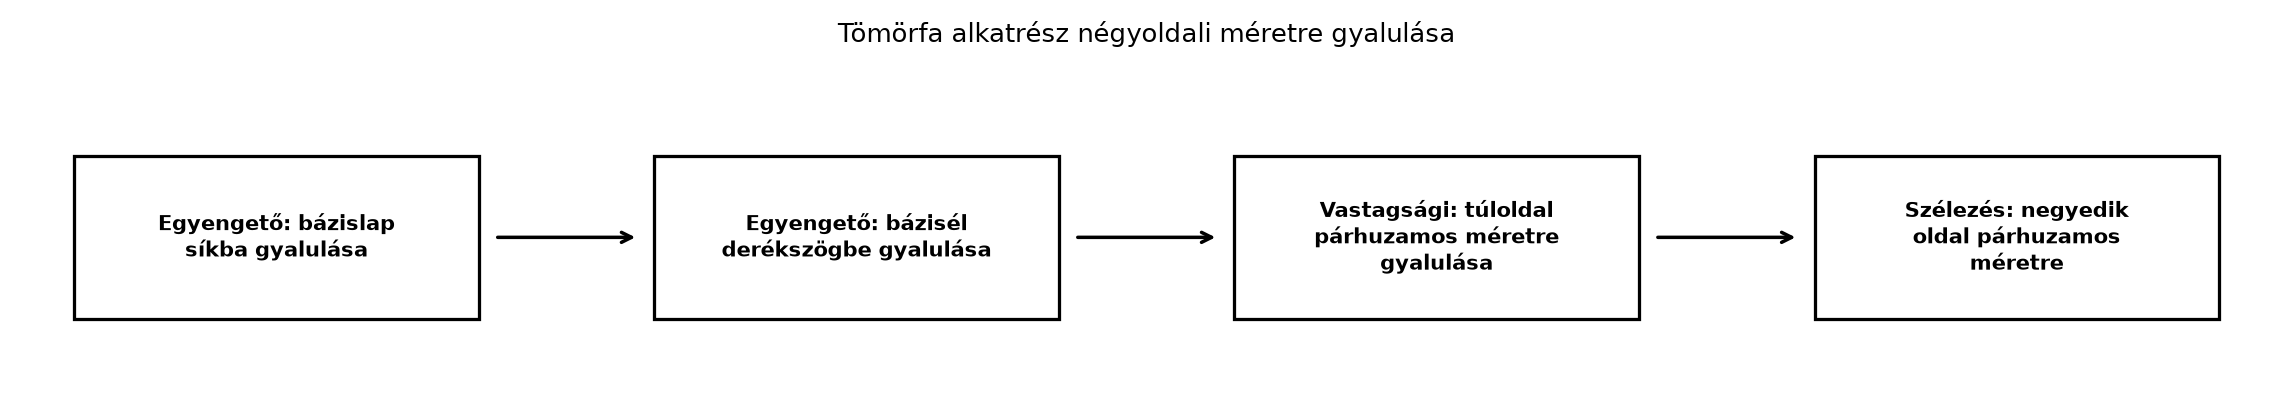 Tömörfa alkatrész négyoldali méretre gyalulása
Egyengető: bázislap
síkba gyalulása
Egyengető: bázisél
derékszögbe gyalulása
Vastagsági: túloldal
párhuzamos méretre
gyalulása
Szélezés: negyedik
oldal párhuzamos
méretre